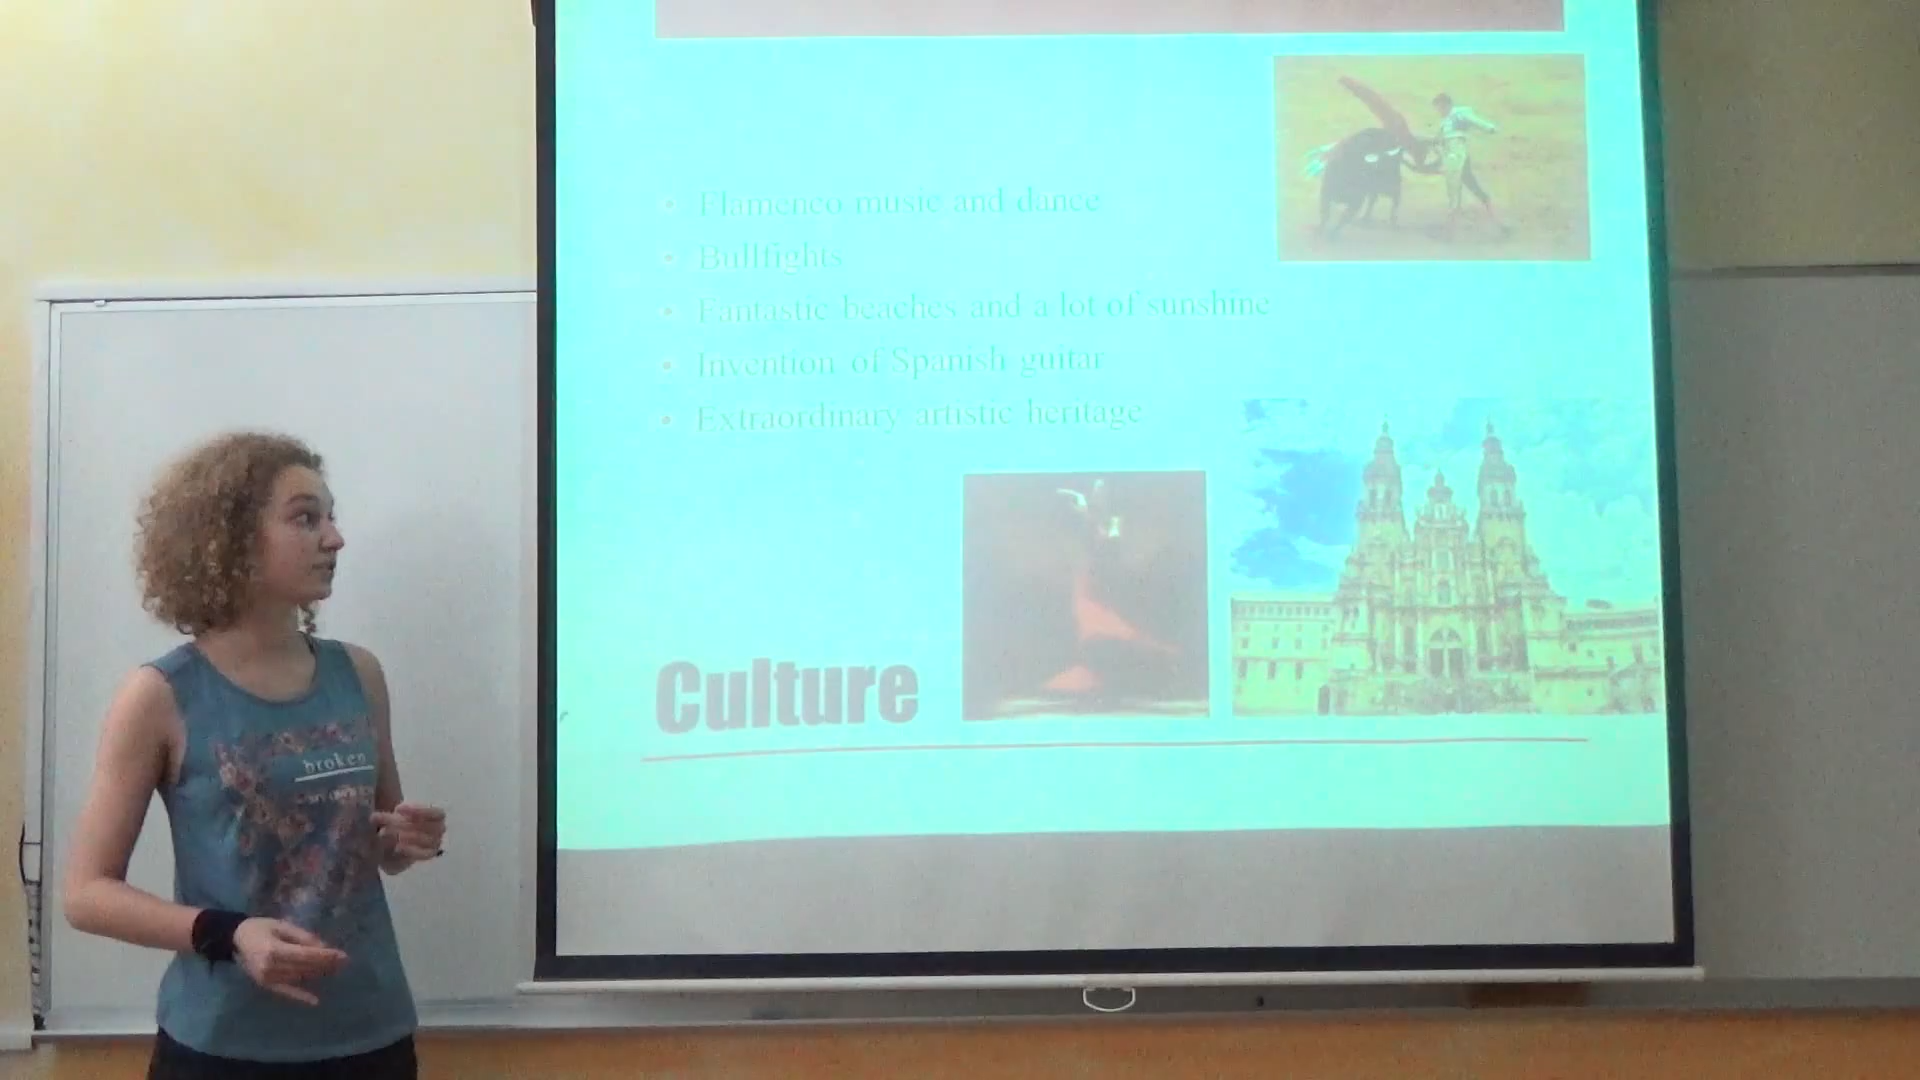 • Flamenco music and dance
• Bullfights
• Fantastic beaches and a lot of sunshine
• Invention of Spanish guitar
• Extraordinary artistic heritage
Culture
broken